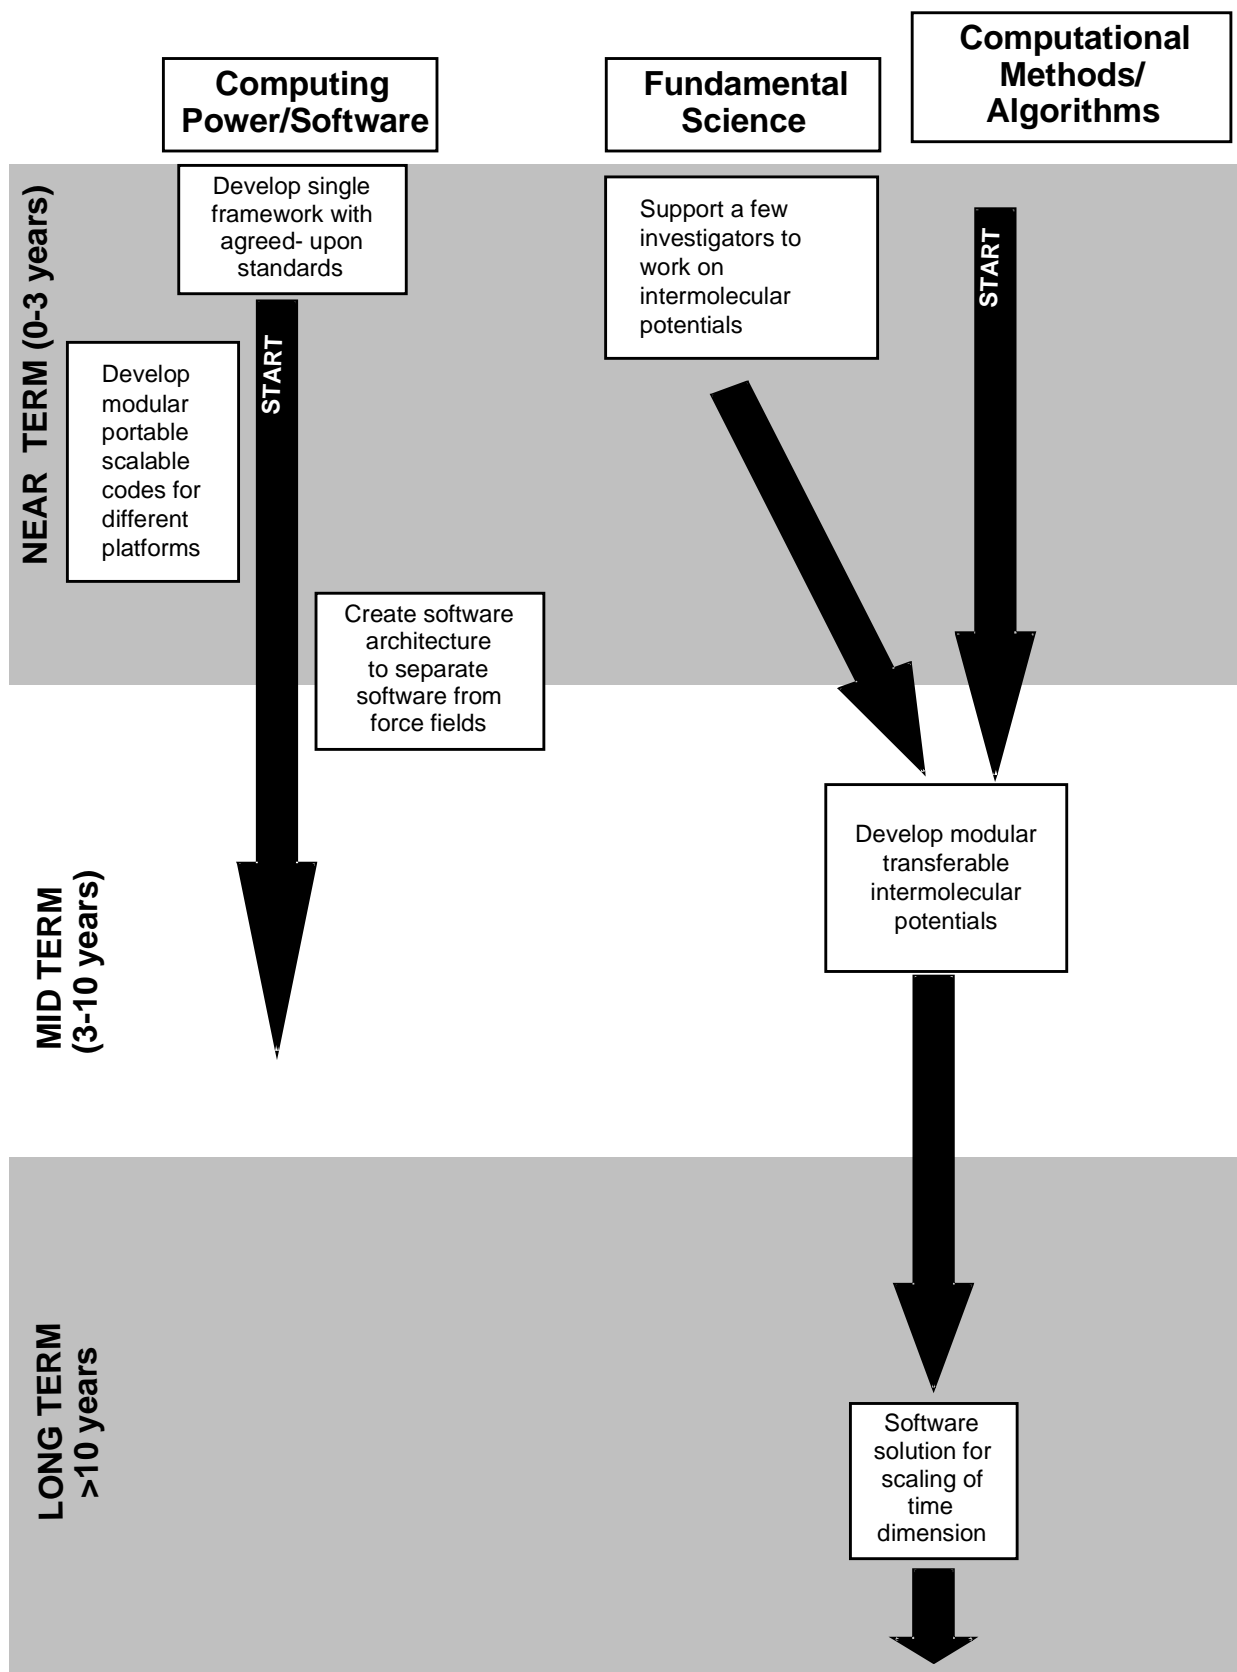 Computing
Power/Software
Fundamental
Science
Computational
Methods/
Algorithms
NEAR TERM (0-3 years)
Develop single
framework with
agreed- upon
standards
START
Develop
modular
portable
scalable
codes for
different
platforms
Create software
architecture
to separate
software from
force fields
Support a few
investigators to
work on
intermolecular
potentials
START
MID TERM
(3-10 years)
Develop modular
transferable
intermolecular
potentials
LONG TERM
>10 years
Software
solution for
scaling of
time
dimension